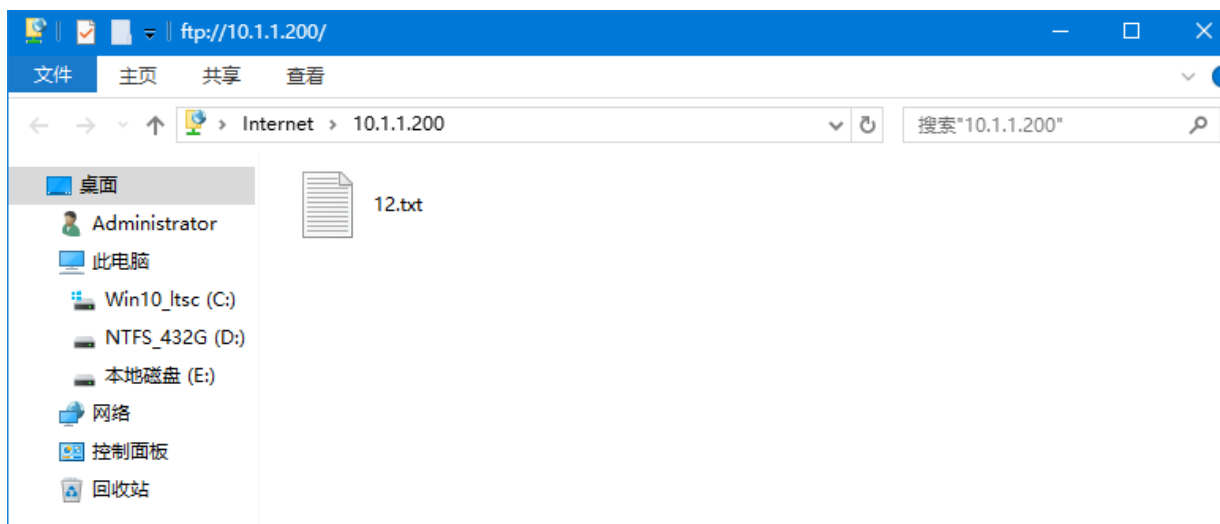 ftp://10.1.1.200/
文件 主页 共享 查看
Internet > 10.1.1.200
搜索"10.1.1.200"
桌面
12.txt
Administrator
此电脑
Win10_ltsc (C:)
NTFS_432G (D:)
本地磁盘 (E:)
网络
控制面板
回收站